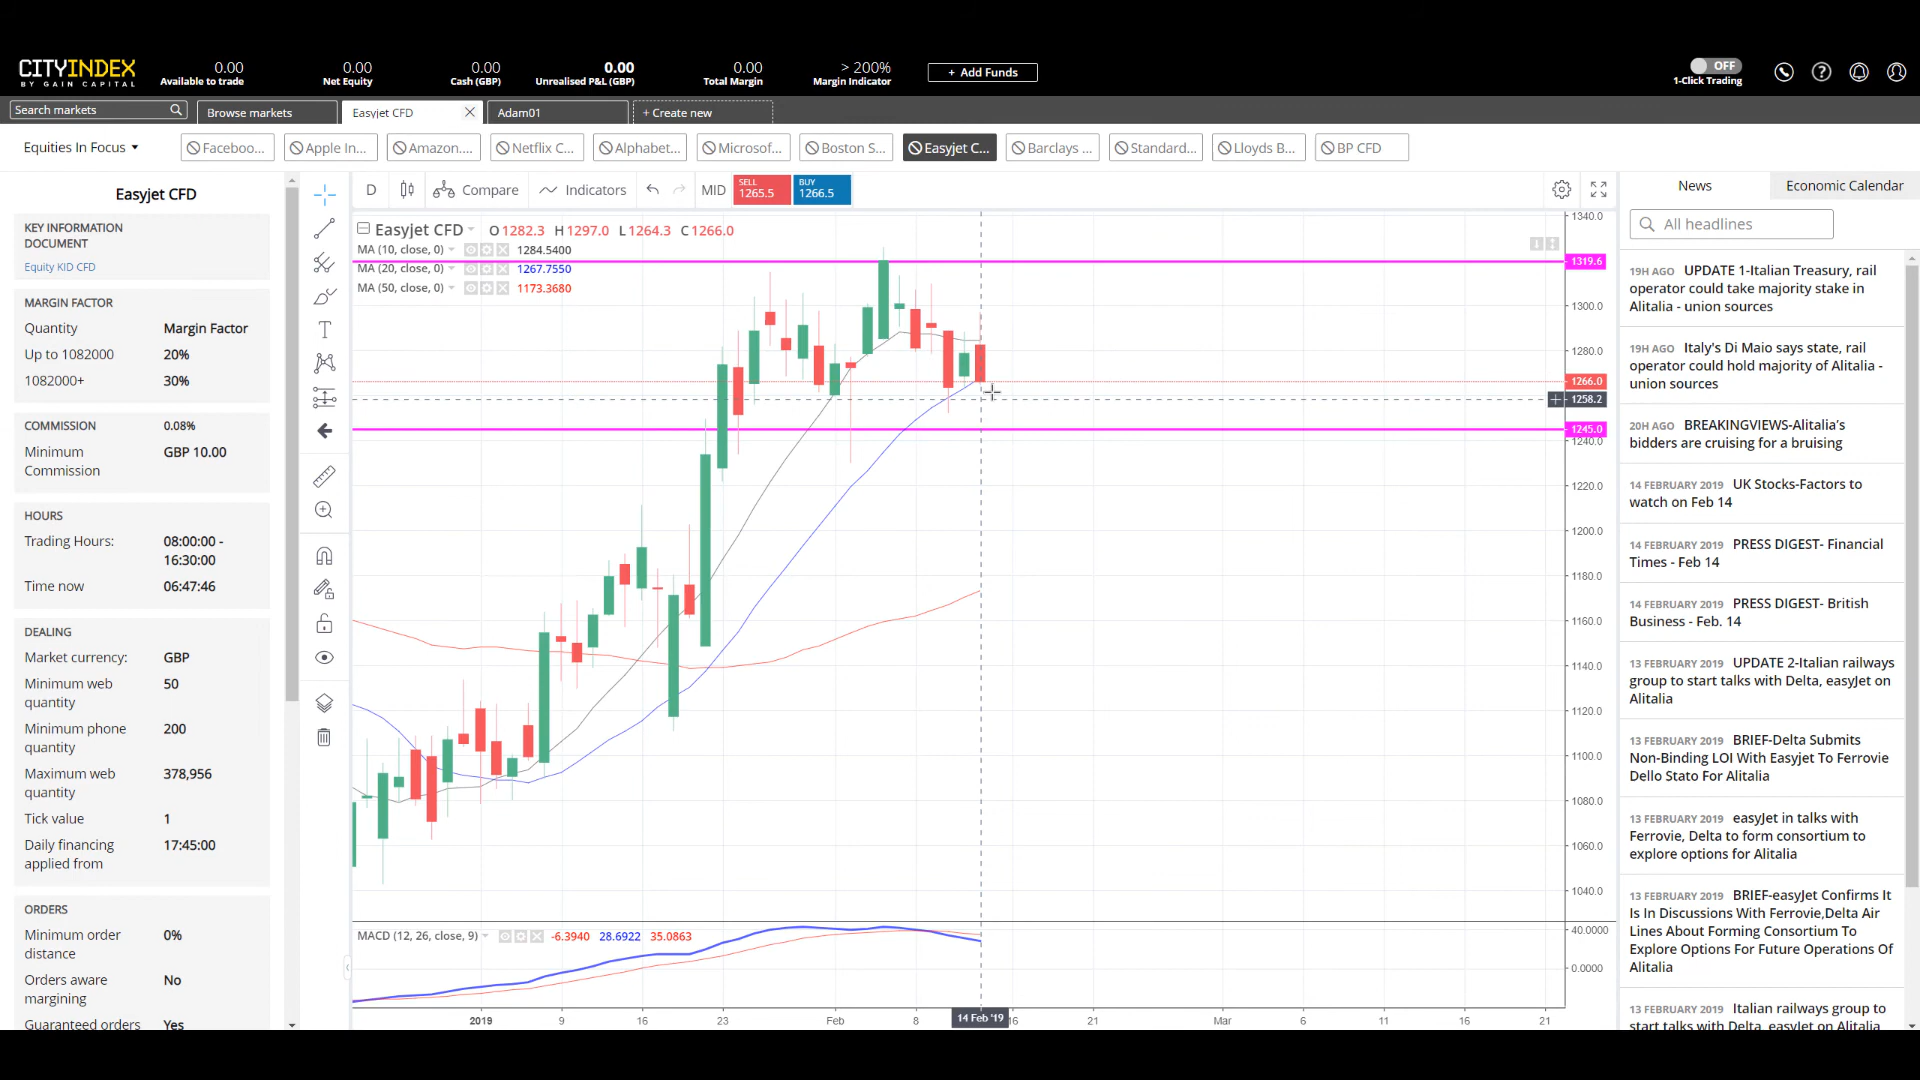 CITYINDEX
BY GAIN CAPITAL
0.00
Available to trade
0.00
Net Equity
0.00
Cash (GBP)
0.00
Unrealised P&L (GBP)
0.00
Total Margin
> 200%
Margin Indicator
+ Add Funds
OFF
1-Click Trading
Search markets
Browse markets
Easyjet CFD
Adam01
+ Create new
Equities In Focus
Faceboo...
Apple In...
Amazon....
Netflix C...
Alphabet...
Microsof...
Boston S...
Easyjet C...
Barclays ...
Standard...
Lloyds B...
BP CFD
Easyjet CFD
KEY INFORMATION
DOCUMENT
Equity KID CFD
MARGIN FACTOR
Quantity Margin Factor
Up to 1082000 20%
1082000+ 30%
COMMISSION 0.08%
Minimum GBP 10.00
Commission
HOURS
Trading Hours: 08:00:00 -
16:30:00
Time now 06:47:46
DEALING
Market currency: GBP
Minimum web 50
quantity
Minimum phone 200
quantity
Maximum web 378,956
quantity
Tick value 1
Daily financing 17:45:00
applied from
ORDERS
Minimum order 0%
distance
Orders aware No
margining
Guaranteed orders Yes
D
Compare
Indicators
MID
SELL
1265.5
BUY
1266.5
Easyjet CFD O1282.3 H1297.0 L1264.3 C1266.0
MA (10, close, 0) 1284.5400
MA (20, close, 0) 1267.7550
MA (50, close, 0) 1173.3680
1340.0
1319.6
1300.0
1280.0
1266.0
1258.2
1245.0
1240.0
1220.0
1200.0
1180.0
1160.0
1140.0
1120.0
1100.0
1080.0
1060.0
1040.0
MACD (12, 26, close, 9) -6.3940 28.6922 35.0863
40.0000
0.0000
2019
9
16
23
Feb
8
14 Feb '19
16
21
Mar
6
11
16
21
News
Economic Calendar
All headlines
19H AGO UPDATE 1-Italian Treasury, rail
operator could take majority stake in
Alitalia - union sources
19H AGO Italy's Di Maio says state, rail
operator could hold majority of Alitalia -
union sources
20H AGO BREAKINGVIEWS-Alitalia's
bidders are cruising for a bruising
14 FEBRUARY 2019 UK Stocks-Factors to
watch on Feb 14
14 FEBRUARY 2019 PRESS DIGEST- Financial
Times - Feb 14
14 FEBRUARY 2019 PRESS DIGEST- British
Business - Feb. 14
13 FEBRUARY 2019 UPDATE 2-Italian railways
group to start talks with Delta, easyJet on
Alitalia
13 FEBRUARY 2019 BRIEF-Delta Submits
Non-Binding LOI With Easyjet To Ferrovie
Dello Stato For Alitalia
13 FEBRUARY 2019 easyJet in talks with
Ferrovie, Delta to form consortium to
explore options for Alitalia
13 FEBRUARY 2019 BRIEF-easyJet Confirms It
Is In Discussions With Ferrovie,Delta Air
Lines About Forming Consortium To
Explore Options For Future Operations Of
Alitalia
13 FEBRUARY 2019 Italian railways group to
start talks with Delta, easyJet on Alitalia